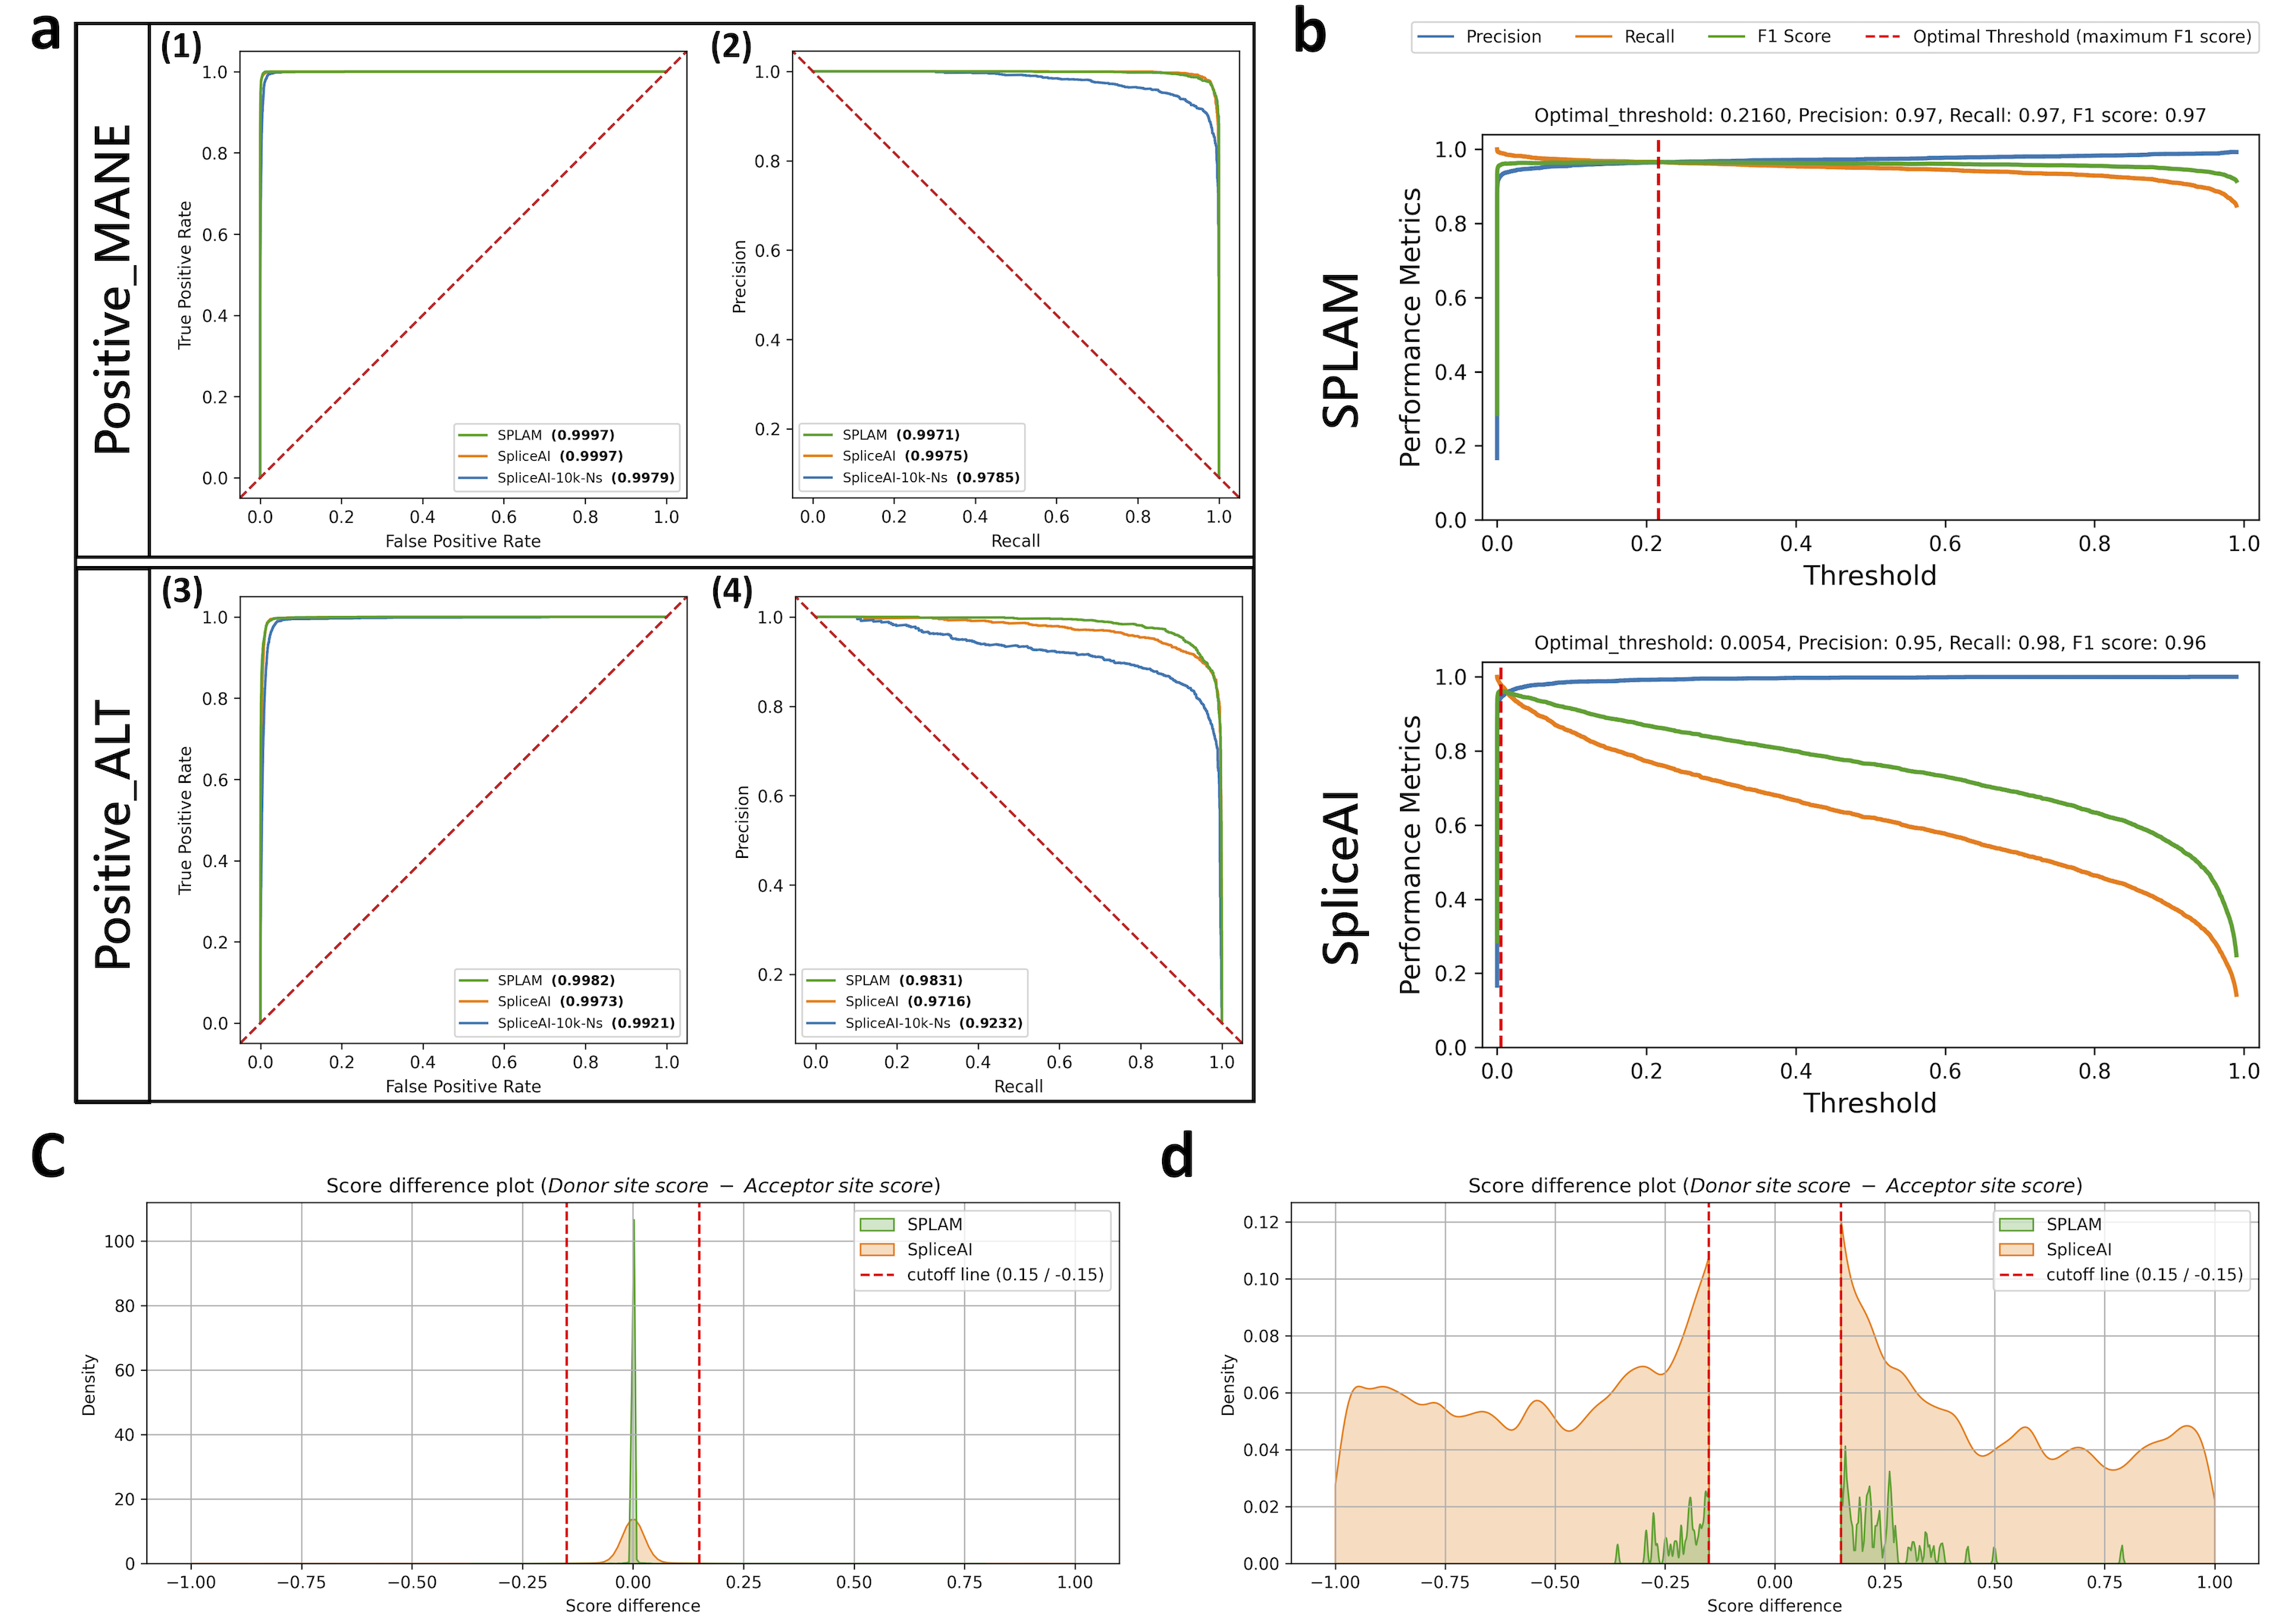 a
Positive_MANE
(1)
True Positive Rate
1.0
0.8
0.6
0.4
0.2
0.0
SPLAM (0.9997)
SpliceAI (0.9997)
SpliceAI-10k-Ns (0.9979)
0.0 0.2 0.4 0.6 0.8 1.0
False Positive Rate
(2)
Precision
1.0
0.8
0.6
0.4
0.2
SPLAM (0.9971)
SpliceAI (0.9975)
SpliceAI-10k-Ns (0.9785)
0.0 0.2 0.4 0.6 0.8 1.0
Recall
Positive_ALT
(3)
True Positive Rate
1.0
0.8
0.6
0.4
0.2
0.0
SPLAM (0.9982)
SpliceAI (0.9973)
SpliceAI-10k-Ns (0.9921)
0.0 0.2 0.4 0.6 0.8 1.0
False Positive Rate
(4)
Precision
1.0
0.8
0.6
0.4
0.2
SPLAM (0.9831)
SpliceAI (0.9716)
SpliceAI-10k-Ns (0.9232)
0.0 0.2 0.4 0.6 0.8 1.0
Recall
b
Precision Recall F1 Score Optimal Threshold (maximum F1 score)
SPLAM
Optimal_threshold: 0.2160, Precision: 0.97, Recall: 0.97, F1 score: 0.97
Performance Metrics
1.0
0.8
0.6
0.4
0.2
0.0
0.0 0.2 0.4 0.6 0.8 1.0
Threshold
SpliceAI
Optimal_threshold: 0.0054, Precision: 0.95, Recall: 0.98, F1 score: 0.96
Performance Metrics
1.0
0.8
0.6
0.4
0.2
0.0
0.0 0.2 0.4 0.6 0.8 1.0
Threshold
C
Score difference plot (Donor site score − Acceptor site score)
Density
100
80
60
40
20
0
SPLAM
SpliceAI
cutoff line (0.15 / -0.15)
−1.00 −0.75 −0.50 −0.25 0.00 0.25 0.50 0.75 1.00
Score difference
d
Score difference plot (Donor site score − Acceptor site score)
Density
0.12
0.10
0.08
0.06
0.04
0.02
0.00
SPLAM
SpliceAI
cutoff line (0.15 / -0.15)
−1.00 −0.75 −0.50 −0.25 0.00 0.25 0.50 0.75 1.00
Score difference